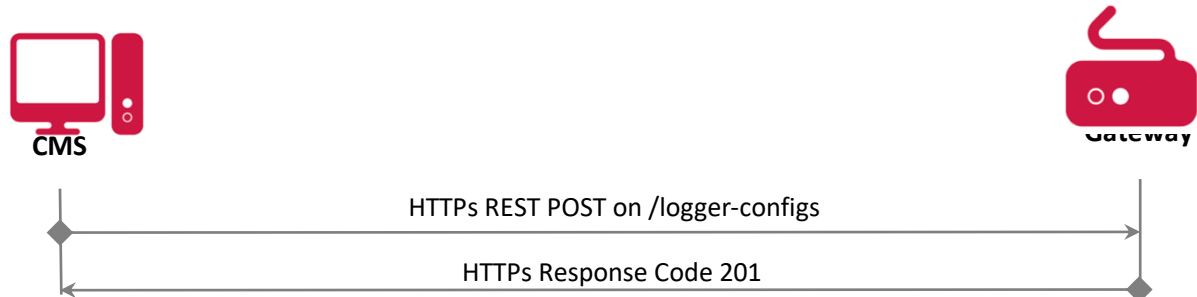 CMS
Gateway
HTTPs REST POST on /logger-configs
HTTPs Response Code 201